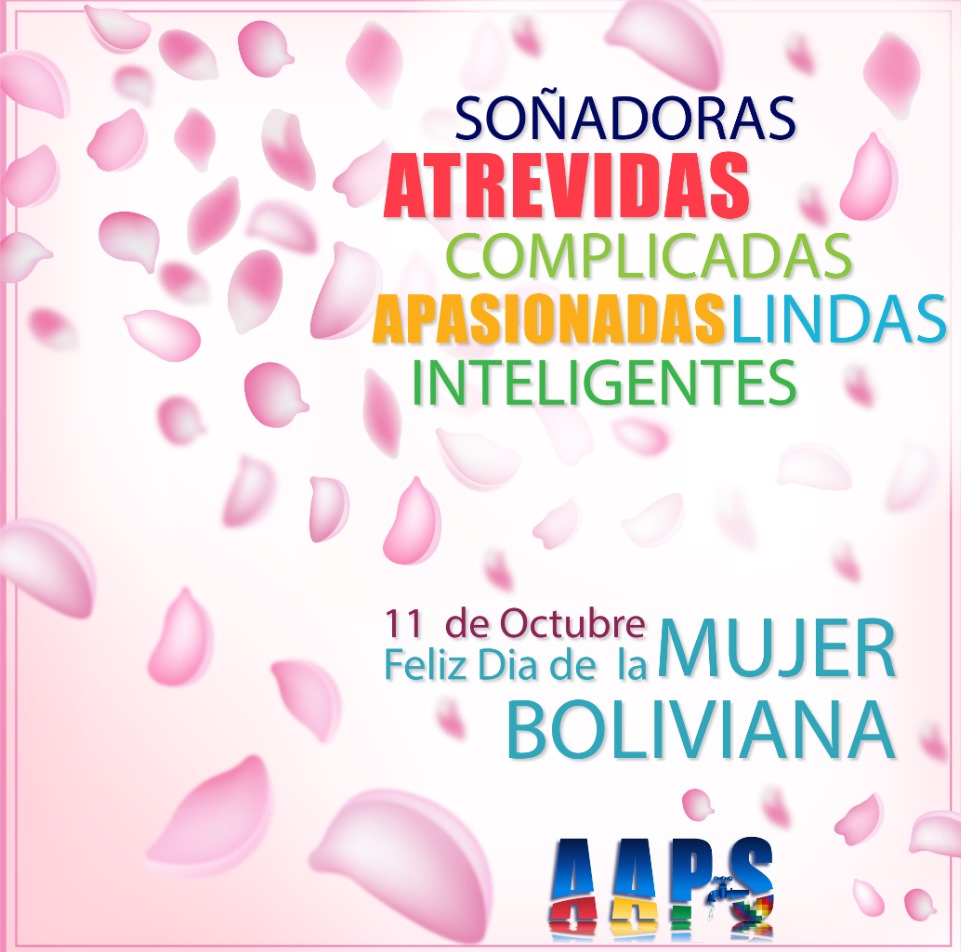 SOÑADORAS
ATREVIDAS
COMPLICADAS
APASIONADAS LINDAS
INTELIGENTES
11 de Octubre
Feliz Dia de la MUJER
BOLIVIANA
AAPS